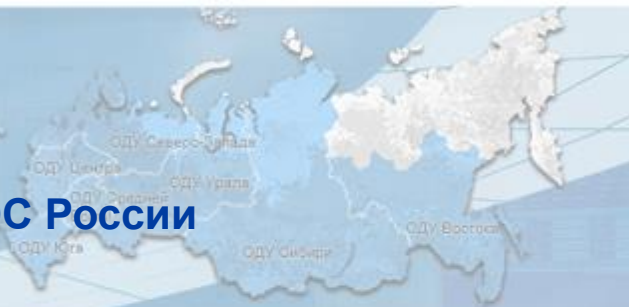 ОДУ Северо-Запада
ОДУ Центра
ОДУ Урала
ОДУ Средней
С России
ОДУ Востока
ОДУ Юга
ОДУ Сибири